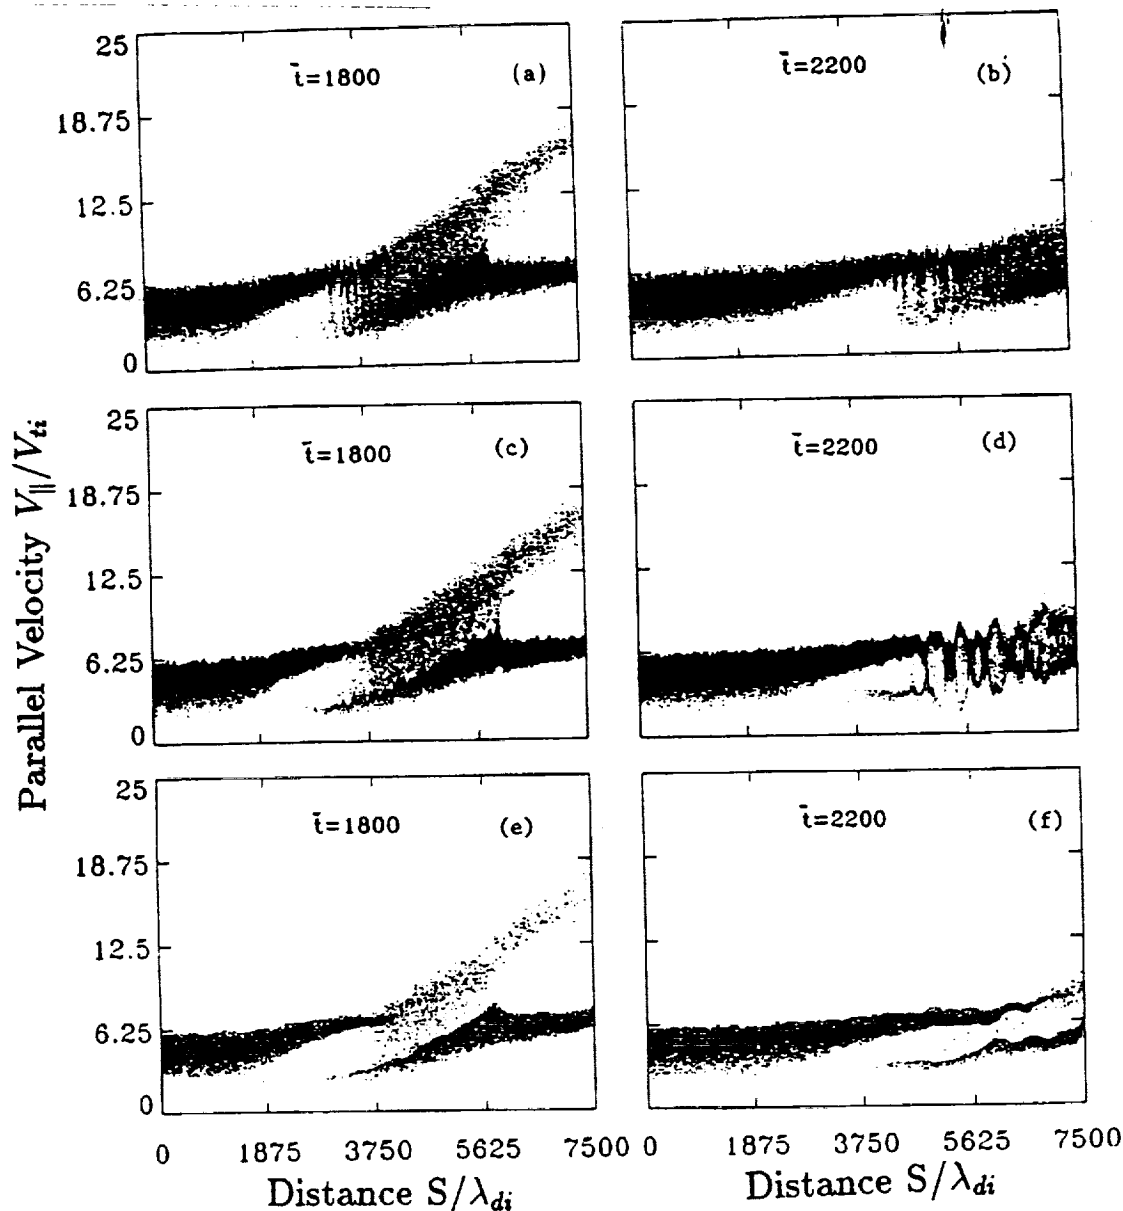 25
t̄=1800
(a)
t̄=2200
(b)
18.75
12.5
6.25
0
25
t̄=1800
(c)
t̄=2200
(d)
18.75
12.5
6.25
0
25
t̄=1800
(e)
t̄=2200
(f)
18.75
12.5
6.25
0
Parallel Velocity V∥/Vti
0 1875 3750 5625 7500 0 1875 3750 5625 7500
Distance S/λdi
Distance S/λdi